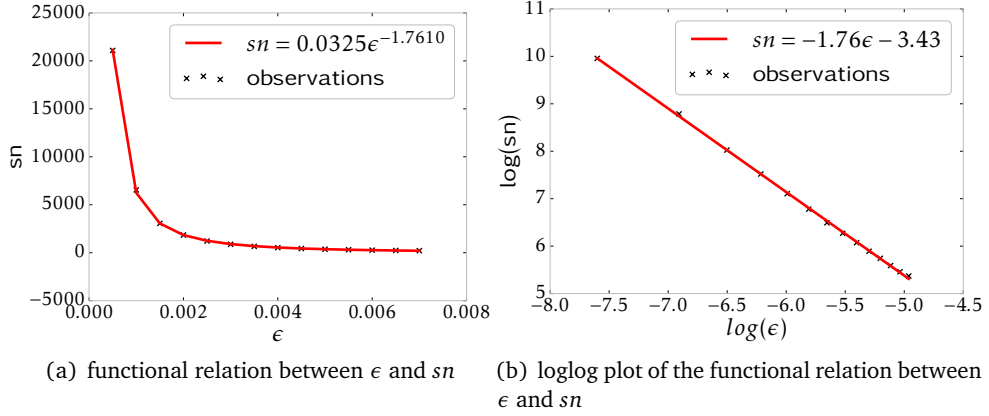 25000
20000
15000
10000
5000
0
−5000
sn
0.000 0.002 0.004 0.006 0.008
ϵ
sn = 0.0325ϵ^{−1.7610}
observations
(a) functional relation between ϵ and sn
11
10
9
8
7
6
5
log(sn)
−8.0 −7.5 −7.0 −6.5 −6.0 −5.5 −5.0 −4.5
log(ϵ)
sn = −1.76ϵ − 3.43
observations
(b) loglog plot of the functional relation between
ϵ and sn